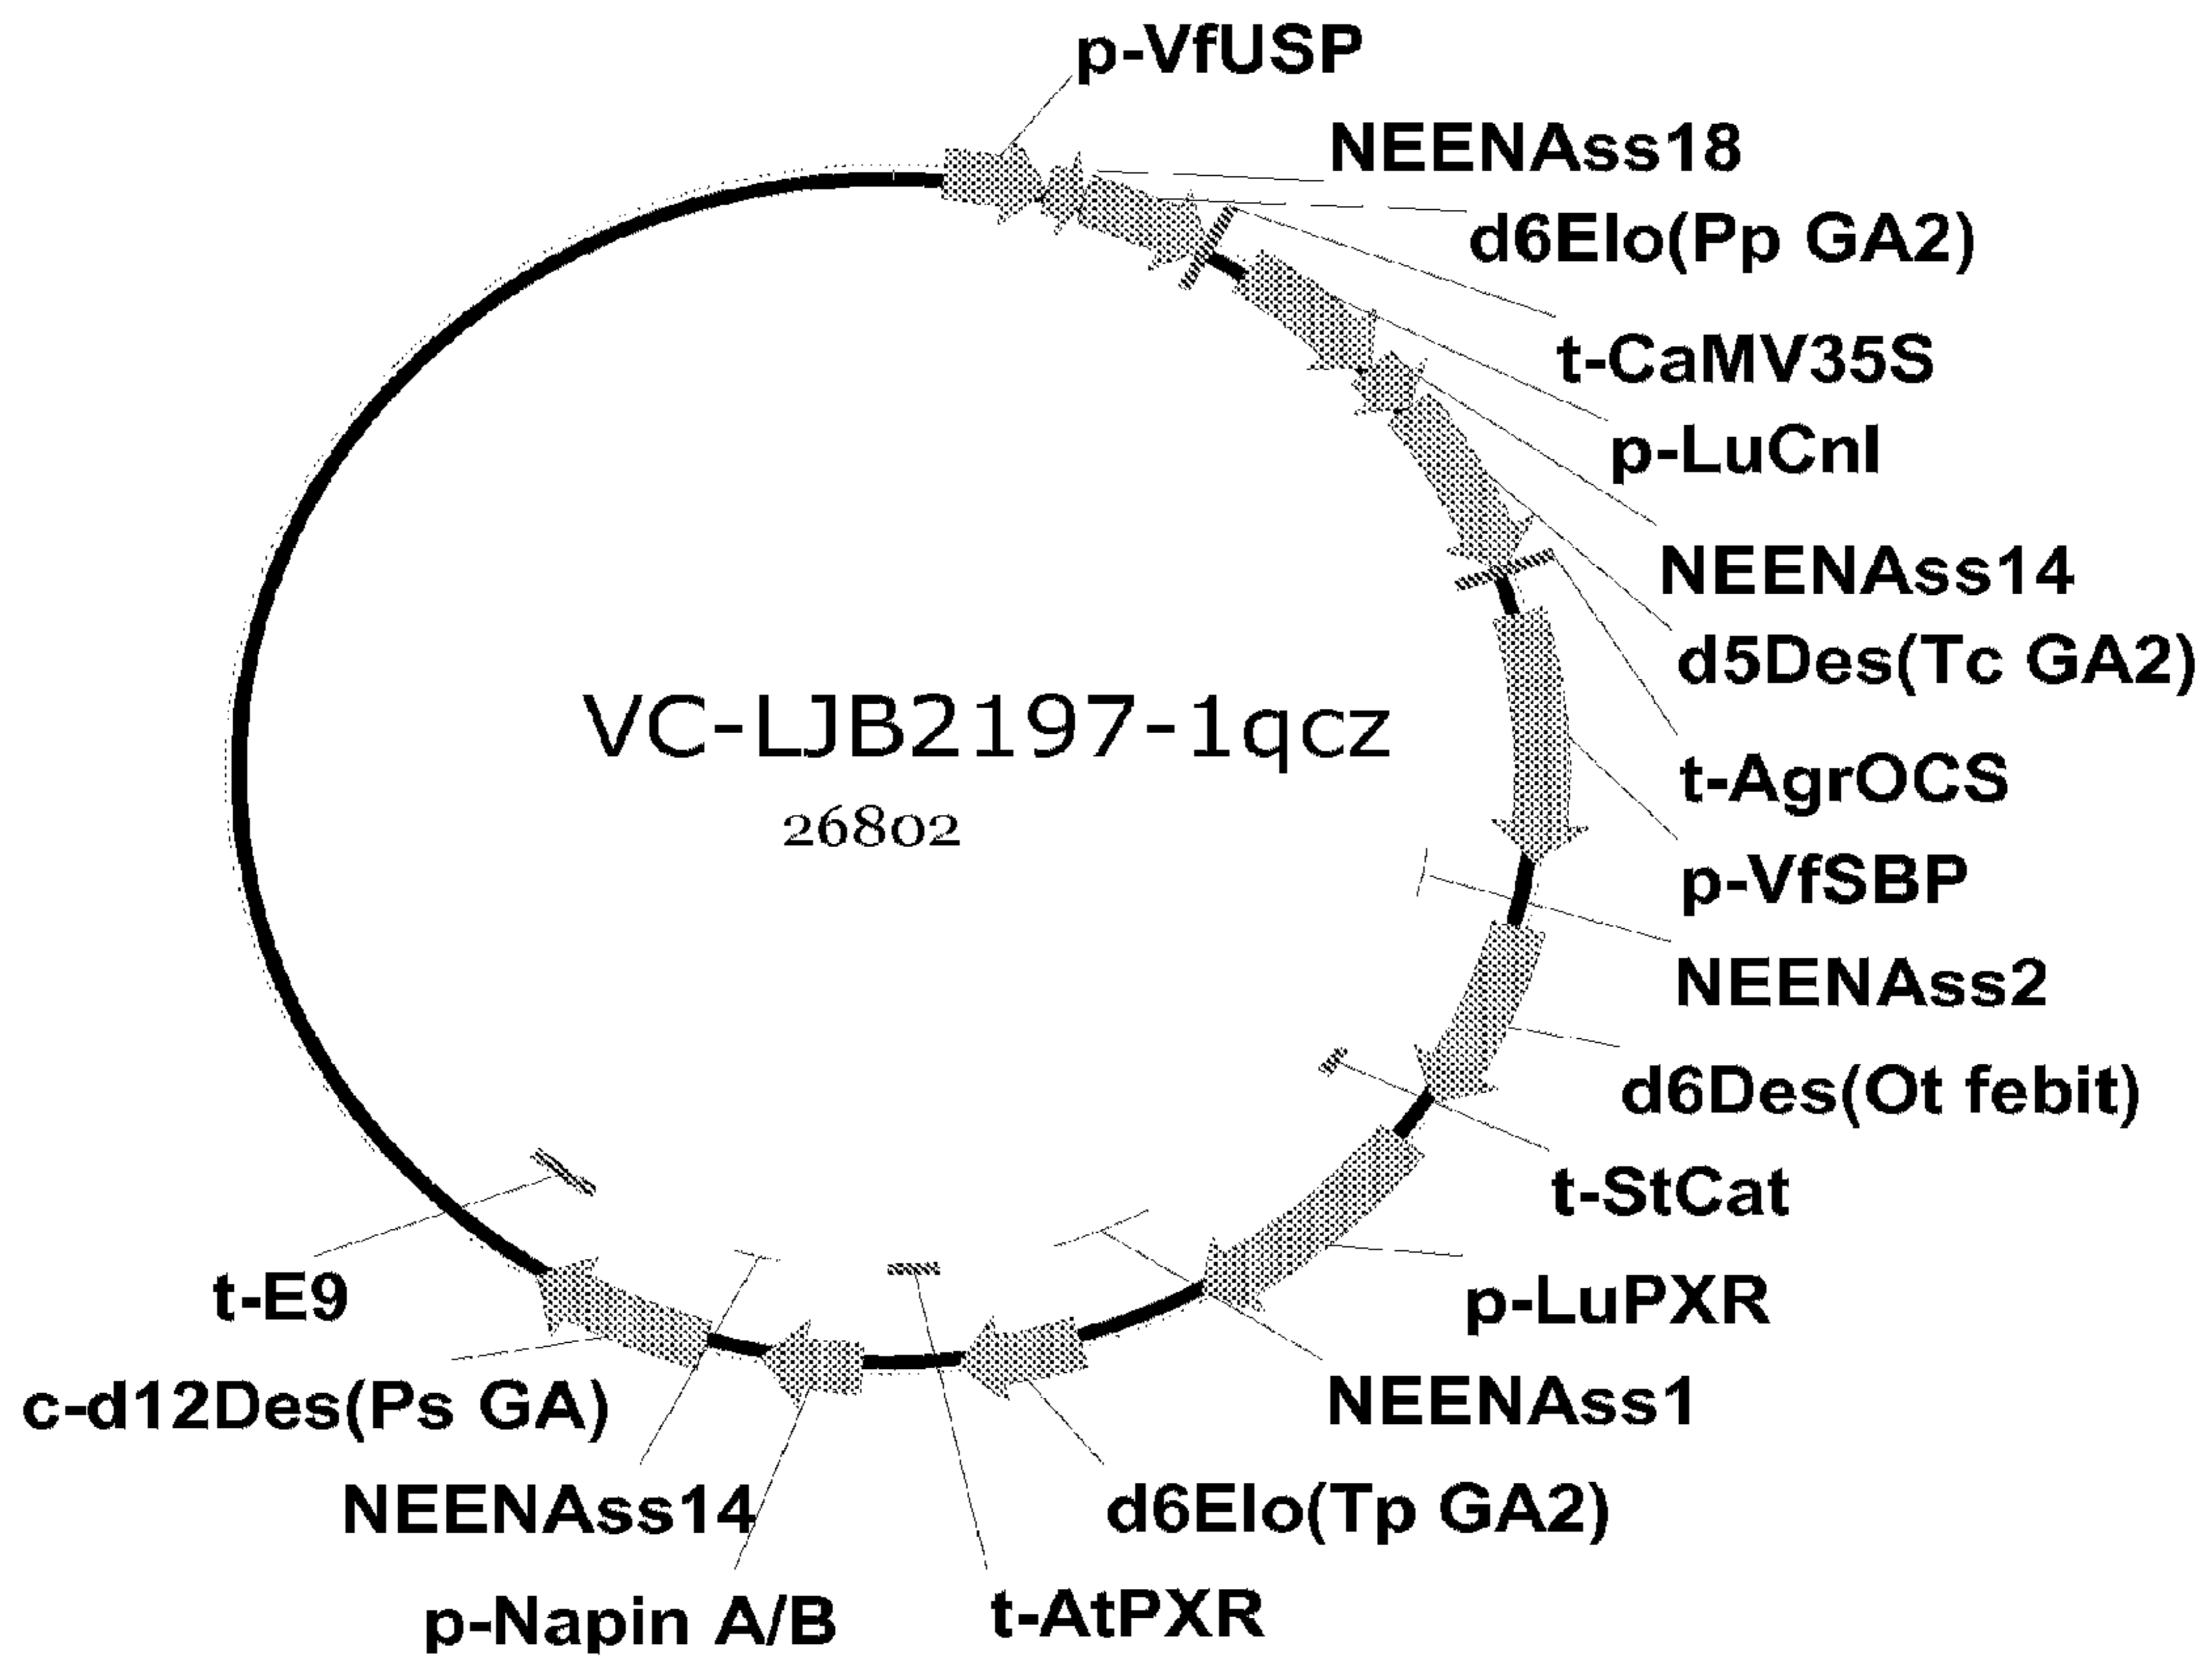 p-VfUSP
NEENAss18
d6Elo(Pp GA2)
t-CaMV35S
p-LuCnl
NEENAss14
d5Des(Tc GA2)
VC-LJB2197-1qcz
26802
t-AgrOCS
p-VfSBP
NEENAss2
d6Des(Ot febit)
t-StCat
p-LuPXR
NEENAss1
d6Elo(Tp GA2)
t-AtPXR
p-Napin A/B
NEENAss14
c-d12Des(Ps GA)
t-E9